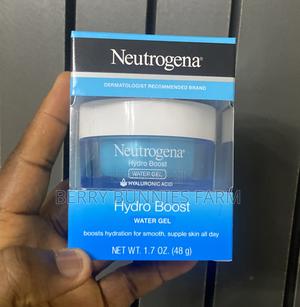 Neutrogena®
DERMATOLOGIST RECOMMENDED BRAND
Neutrogena®
Hydro Boost
WATER GEL
HYALURONIC ACID
BERRY BUNNIES FARM
Hydro Boost
WATER GEL
boosts hydration for smooth, supple skin all day
NET WT. 1.7 OZ. (48 g)